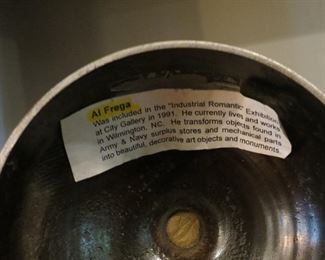 Al Frega
Was included in the "Industrial Romantic" Exhibition
at City Gallery in 1991. He currently lives and works
in Wilmington, NC. He transforms objects found in
Army & Navy surplus stores and mechanical parts
into beautiful, decorative art objects and monuments.